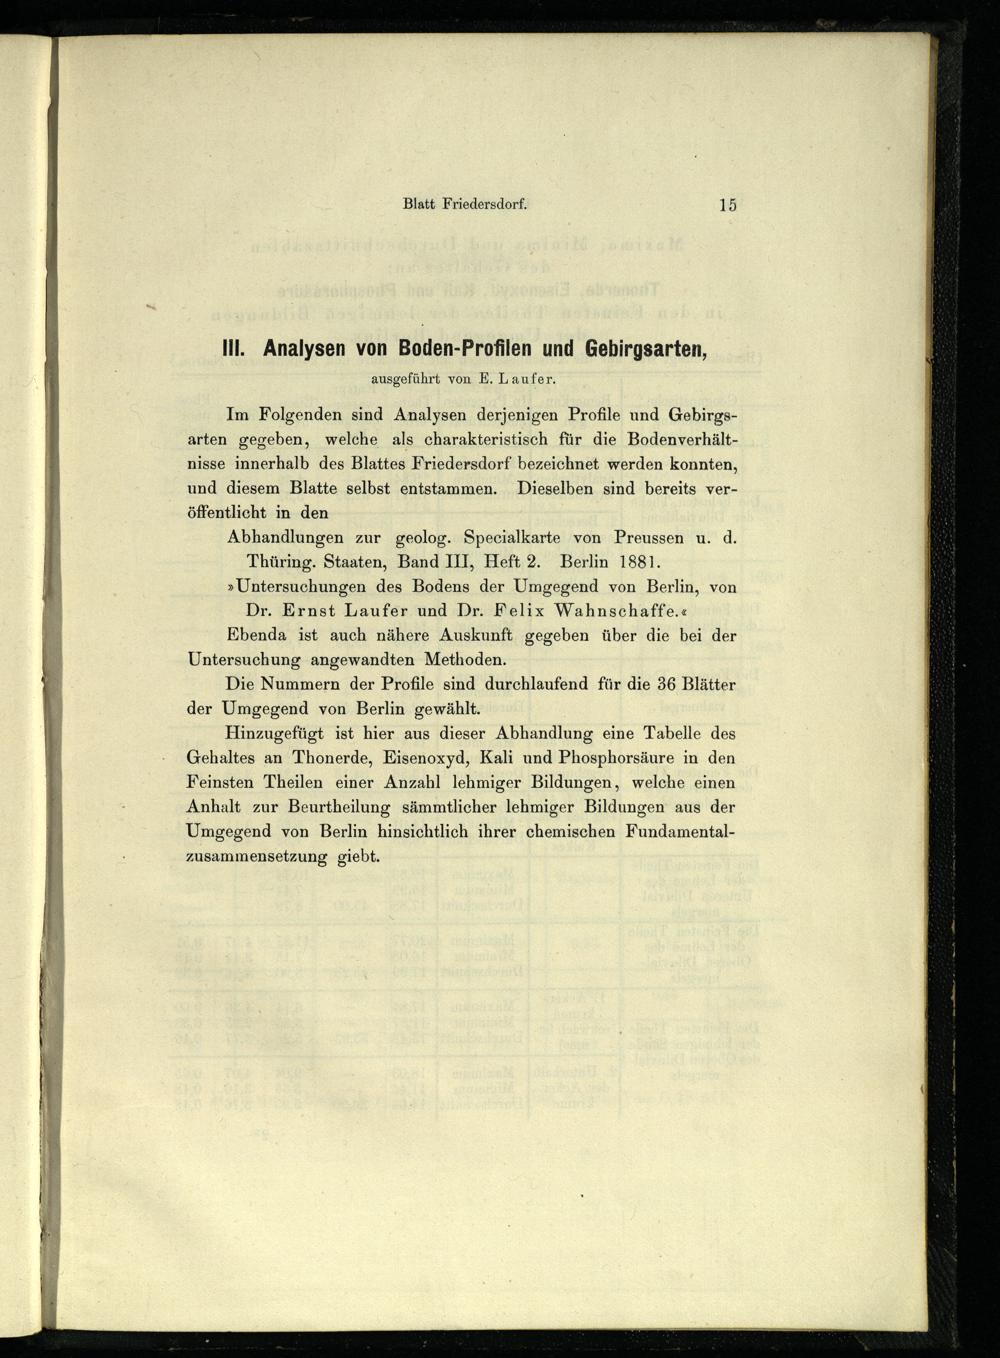 Blatt Friedersdorf. 15
III. Analysen von Boden-Profilen und Gebirgsarten,
ausgeführt von E. Laufer.
Im Folgenden sind Analysen derjenigen Profile und Gebirgs-
arten gegeben, welche als charakteristisch für die Bodenverhält-
nisse innerhalb des Blattes Friedersdorf bezeichnet werden konnten,
und diesem Blatte selbst entstammen. Dieselben sind bereits ver-
öffentlicht in den
Abhandlungen zur geolog. Specialkarte von Preussen u. d.
Thüring. Staaten, Band III, Heft 2. Berlin 1881.
»Untersuchungen des Bodens der Umgegend von Berlin, von
Dr. Ernst Laufer und Dr. Felix Wahnschaffe.«
Ebenda ist auch nähere Auskunft gegeben über die bei der
Untersuchung angewandten Methoden.
Die Nummern der Profile sind durchlaufend für die 36 Blätter
der Umgegend von Berlin gewählt.
Hinzugefügt ist hier aus dieser Abhandlung eine Tabelle des
Gehaltes an Thonerde, Eisenoxyd, Kali und Phosphorsäure in den
Feinsten Theilen einer Anzahl lehmiger Bildungen, welche einen
Anhalt zur Beurtheilung sämmtlicher lehmiger Bildungen aus der
Umgegend von Berlin hinsichtlich ihrer chemischen Fundamental-
zusammensetzung giebt.